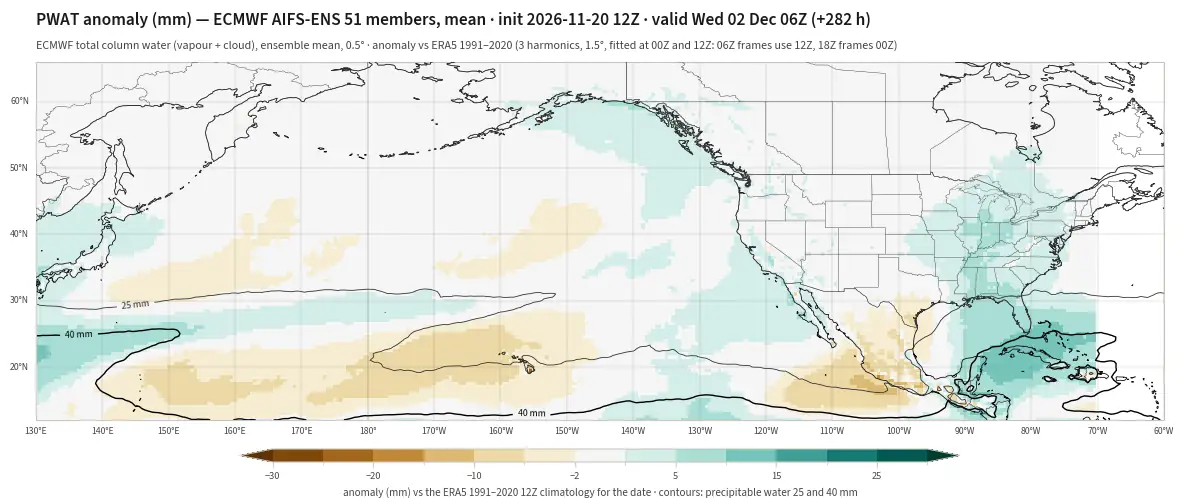 PWAT anomaly (mm) — ECMWF AIFS-ENS 51 members, mean · init 2026-11-20 12Z · valid Wed 02 Dec 06Z (+282 h)
ECMWF total column water (vapour + cloud), ensemble mean, 0.5° · anomaly vs ERA5 1991–2020 (3 harmonics, 1.5°, fitted at 00Z and 12Z: 06Z frames use 12Z, 18Z frames 00Z)
60°N
50°N
40°N
30°N
20°N
25 mm
40 mm
40 mm
130°E 140°E 150°E 160°E 170°E 180° 170°W 160°W 150°W 140°W 130°W 120°W 110°W 100°W 90°W 80°W 70°W 60°W
−30 −20 −10 −2 5 15 25
anomaly (mm) vs the ERA5 1991–2020 12Z climatology for the date · contours: precipitable water 25 and 40 mm